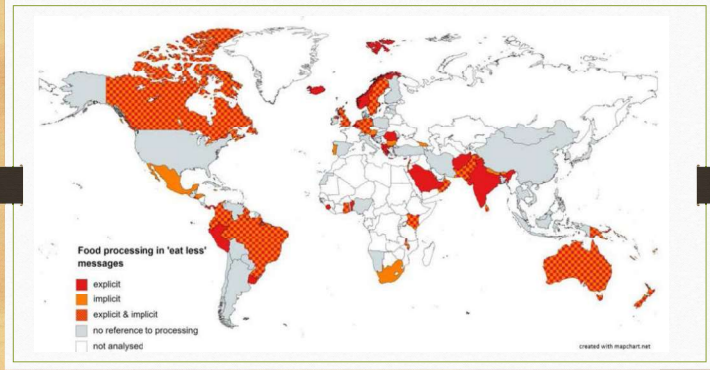 Food processing in 'eat less'
messages
explicit
implicit
explicit & implicit
no reference to processing
not analysed
created with mapchart.net